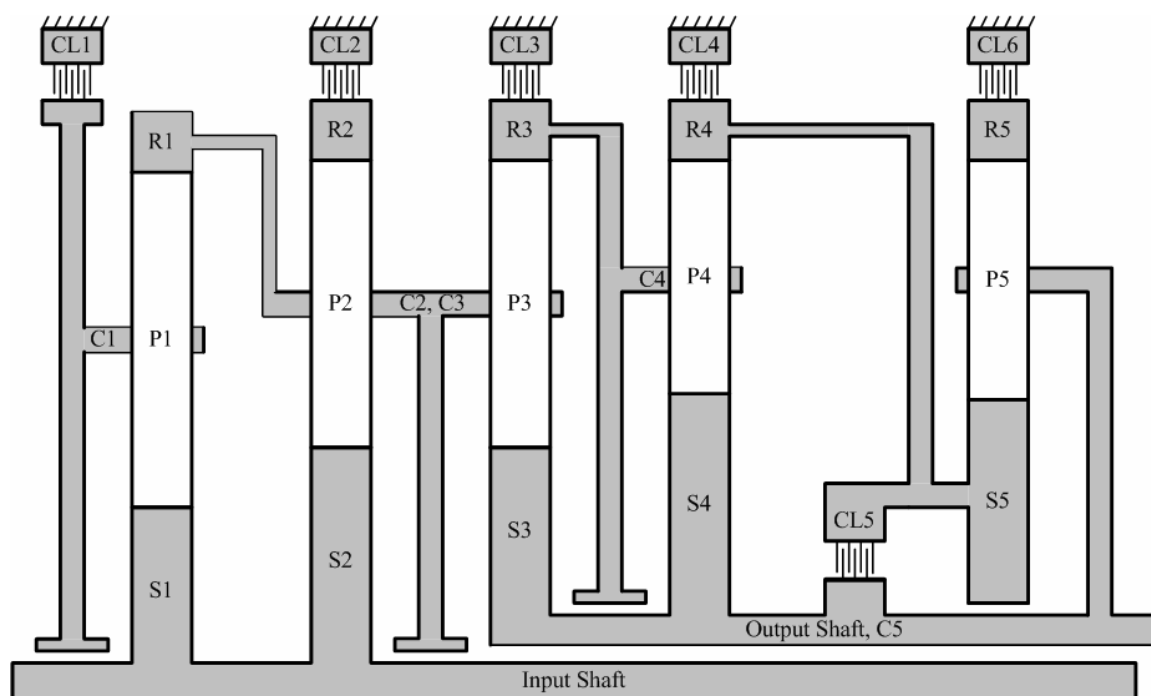 CL1
CL2
CL3
CL4
CL6
R1
R2
R3
R4
R5
C1
P1
P2
C2, C3
P3
C4
P4
P5
S1
S2
S3
S4
CL5
S5
Output Shaft, C5
Input Shaft